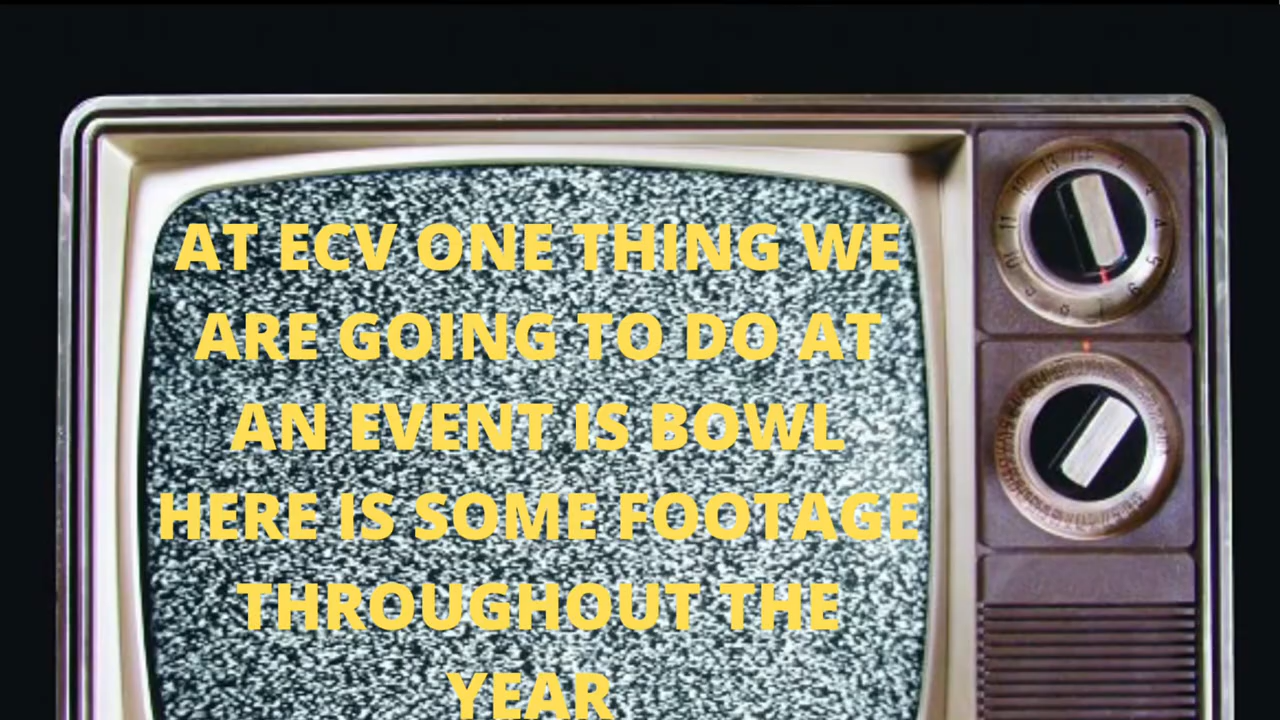 AT ECV ONE THING WE
ARE GOING TO DO AT
AN EVENT IS BOWL
HERE IS SOME FOOTAGE
THROUGHOUT THE
YEAR